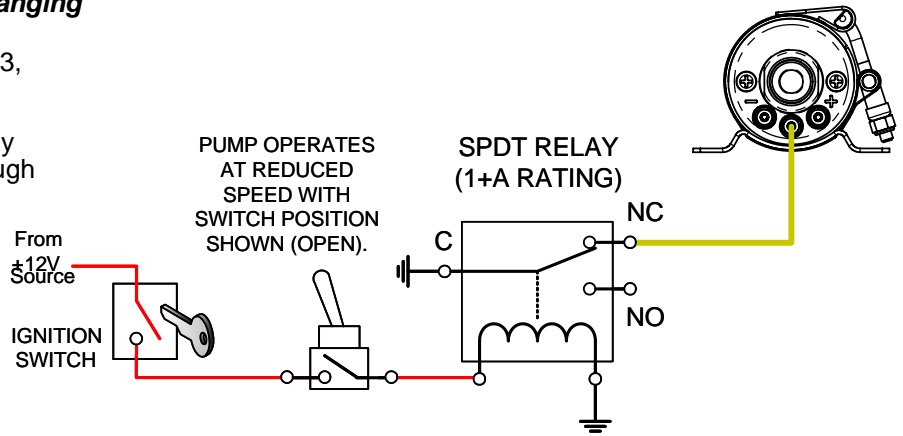 anging
3,
y
ugh
PUMP OPERATES
AT REDUCED
SPEED WITH
SWITCH POSITION
SHOWN (OPEN).
SPDT RELAY
(1+A RATING)
From
+12V
Source
IGNITION
SWITCH
C
NC
NO
− +